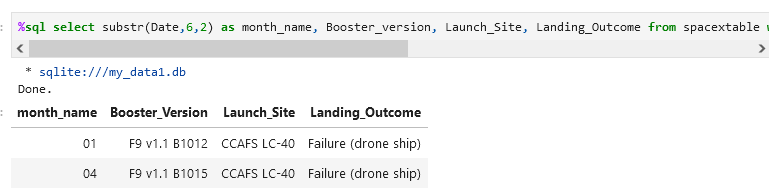 %sql select substr(Date,6,2) as month_name, Booster_version, Launch_Site, Landing_Outcome from spacextable
* sqlite:///my_data1.db
Done.
month_name Booster_Version Launch_Site Landing_Outcome
01 F9 v1.1 B1012 CCAFS LC-40 Failure (drone ship)
04 F9 v1.1 B1015 CCAFS LC-40 Failure (drone ship)